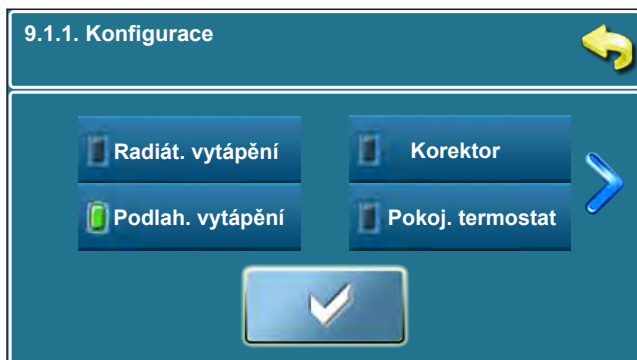 9.1.1. Konfigurace
Radiát. vytápění
Korektor
Podlah. vytápění
Pokoj. termostat